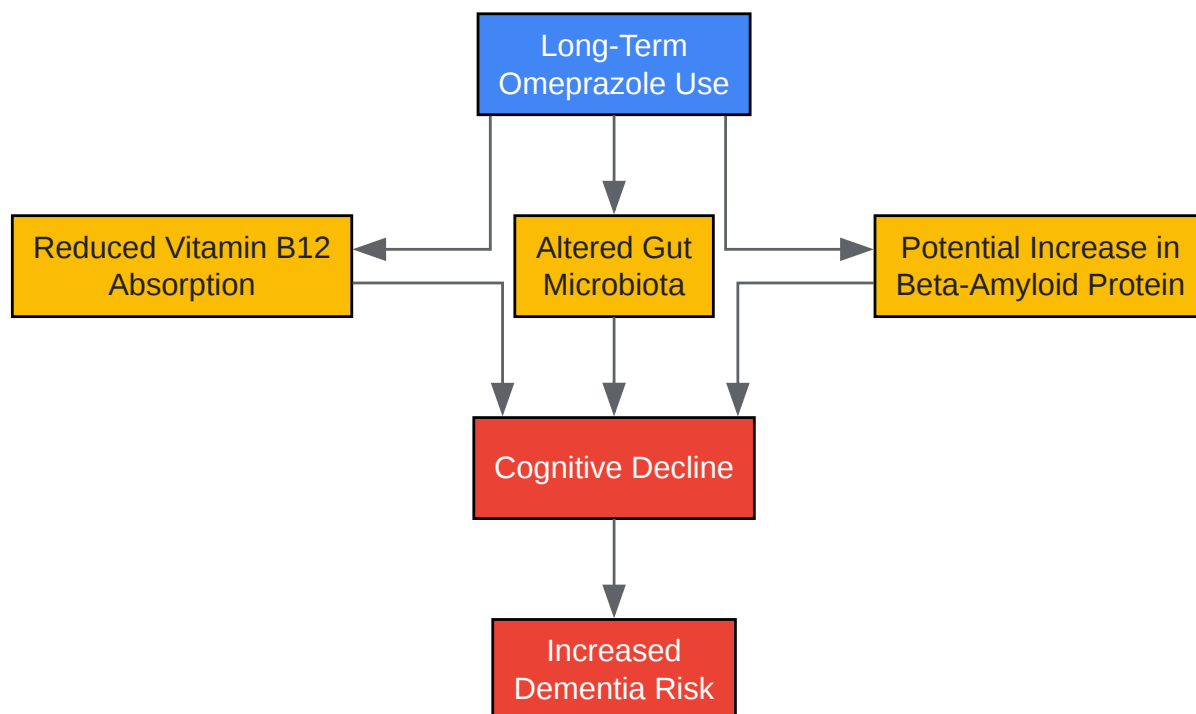 Long-Term
Omeprazole Use
Reduced Vitamin B12
Absorption
Altered Gut
Microbiota
Potential Increase in
Beta-Amyloid Protein
Cognitive Decline
Increased
Dementia Risk